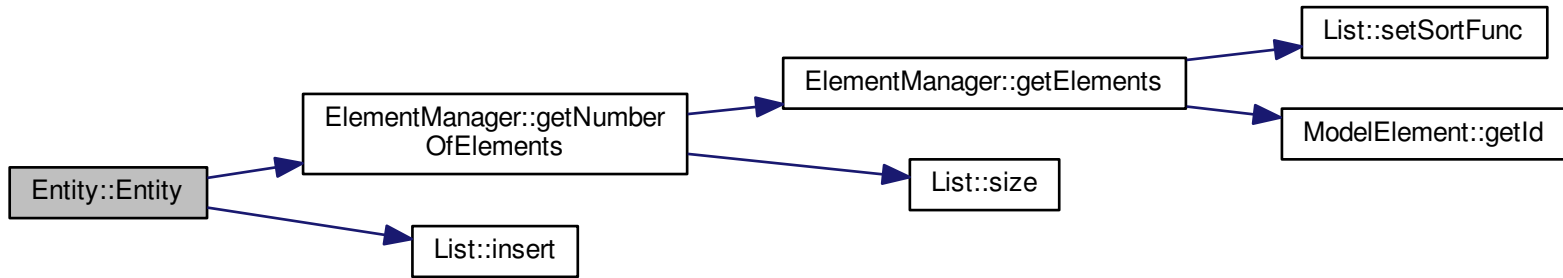 Entity::Entity
ElementManager::getNumber
OfElements
List::insert
ElementManager::getElements
List::size
List::setSortFunc
ModelElement::getId